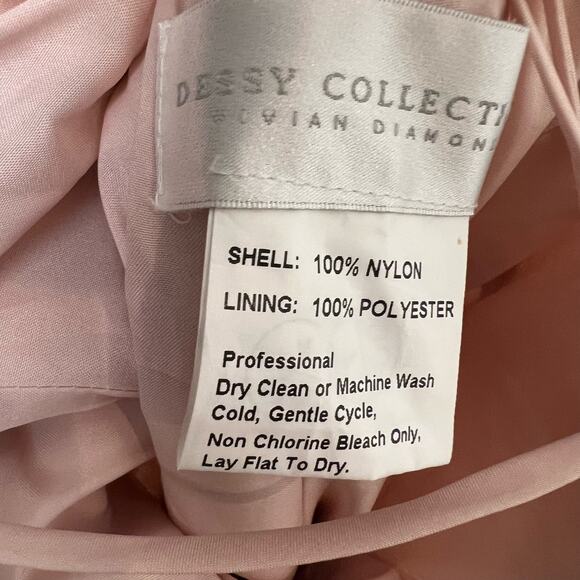 DESSY COLLECTI
VIVIAN DIAMON
SHELL: 100% NYLON
LINING: 100% POLYESTER
Professional
Dry Clean or Machine Wash
Cold, Gentle Cycle,
Non Chlorine Bleach Only,
Lay Flat To Dry.